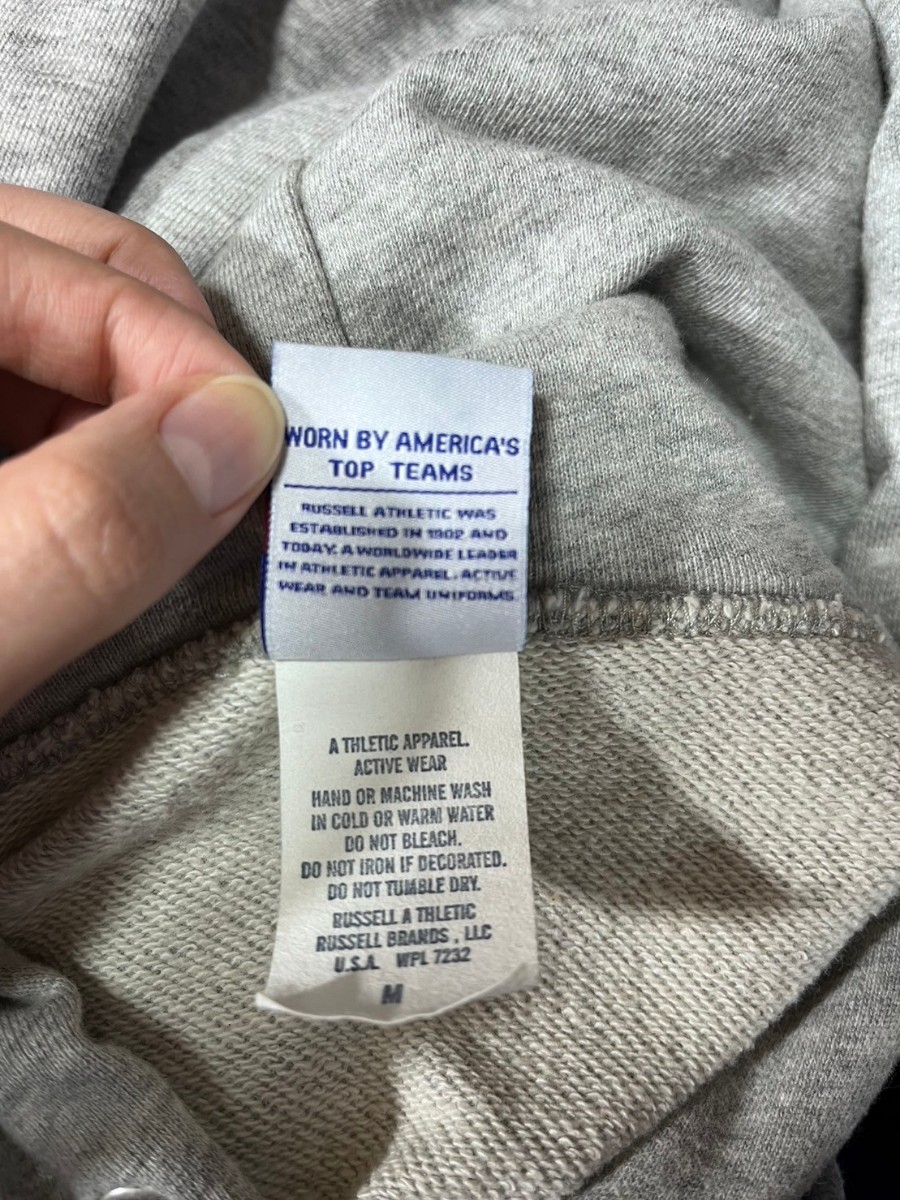 WORN BY AMERICA'S
TOP TEAMS
RUSSELL ATHLETIC WAS
ESTABLISHED IN 1902 AND
TODAY, A WORLDWIDE LEADER
IN ATHLETIC APPAREL, ACTIVE
WEAR AND TEAM UNIFORMS
A THLETIC APPAREL.
ACTIVE WEAR
HAND OR MACHINE WASH
IN COLD OR WARM WATER
DO NOT BLEACH.
DO NOT IRON IF DECORATED.
DO NOT TUMBLE DRY.
RUSSELL A THLETIC
RUSSELL BRANDS , LLC
U.S.A. WPL 7232
M